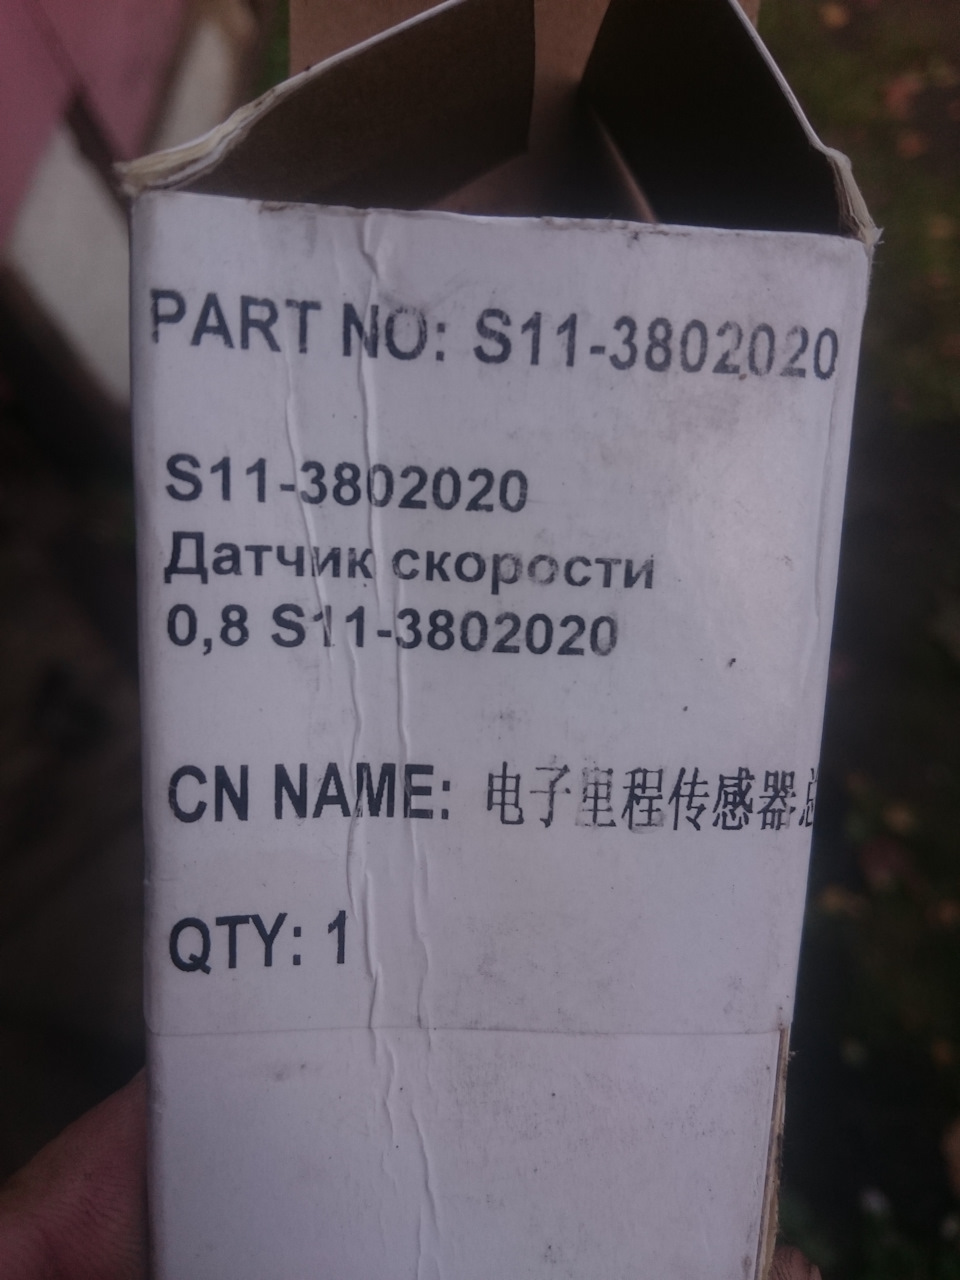 PART NO: S11-3802020
S11-3802020
Датчик скорости
0,8 S11-3802020
CN NAME: 电子里程传感器
QTY: 1